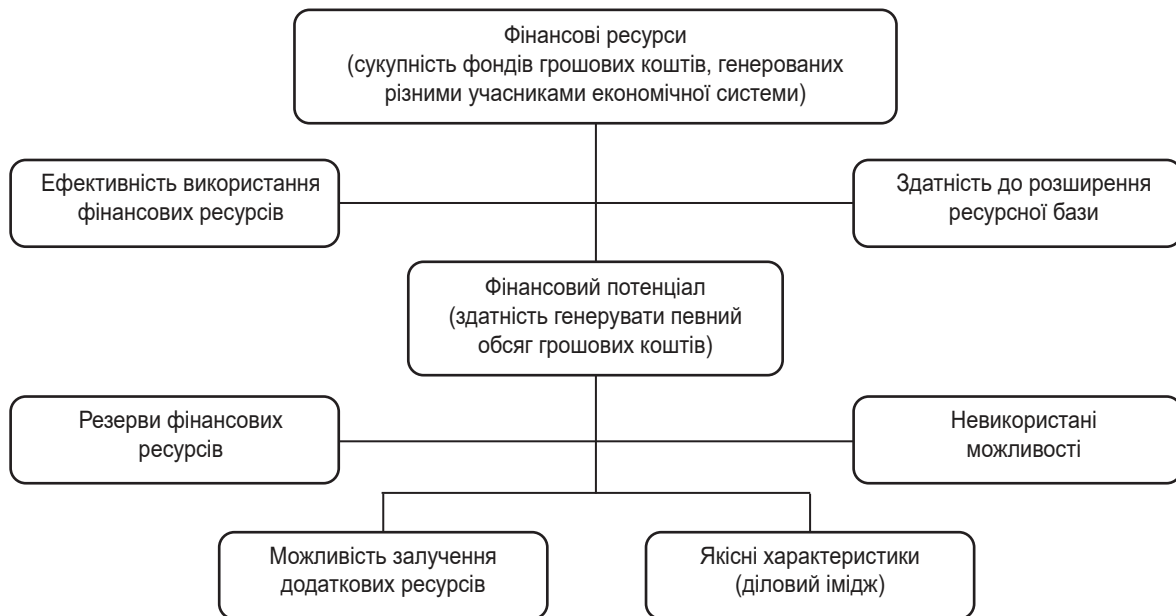 Фінансові ресурси
(сукупність фондів грошових коштів, генерованих
різними учасниками економічної системи)
Ефективність використання
фінансових ресурсів
Здатність до розширення
ресурсної бази
Фінансовий потенціал
(здатність генерувати певний
обсяг грошових коштів)
Резерви фінансових
ресурсів
Невикористані
можливості
Можливість залучення
додаткових ресурсів
Якісні характеристики
(діловий імідж)